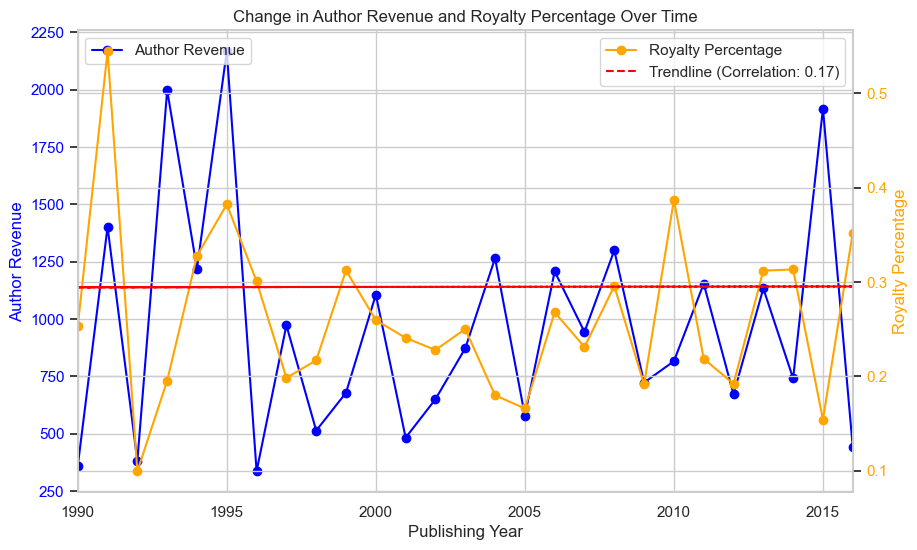 Change in Author Revenue and Royalty Percentage Over Time
Author Revenue
Royalty Percentage
Trendline (Correlation: 0.17)
2250
2000
1750
1500
1250
1000
750
500
250
Author Revenue
0.5
0.4
0.3
0.2
0.1
Royalty Percentage
1990
1995
2000
2005
2010
2015
Publishing Year